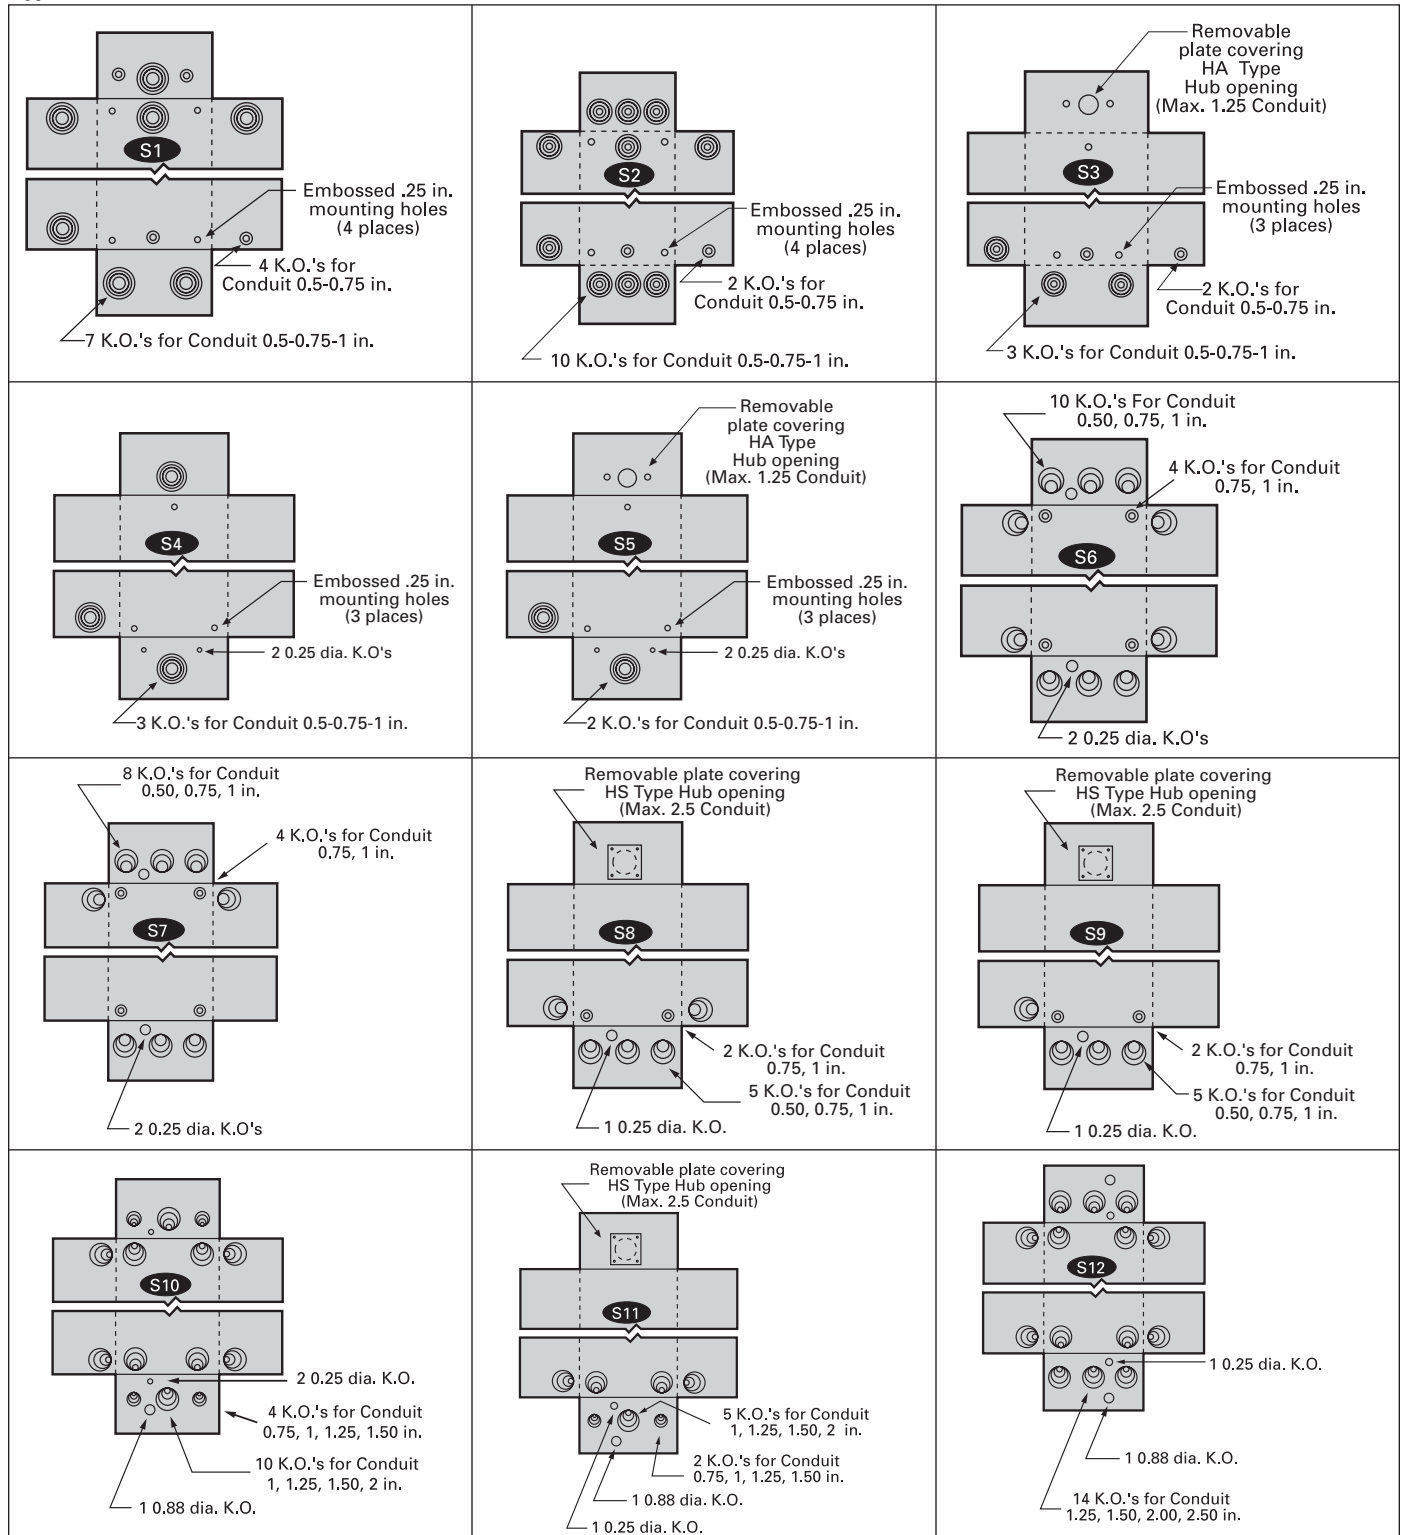 S1
Embossed .25 in.
mounting holes
(4 places)
4 K.O.'s for
Conduit 0.5-0.75 in.
7 K.O.'s for Conduit 0.5-0.75-1 in.
S2
Embossed .25 in.
mounting holes
(4 places)
2 K.O.'s for
Conduit 0.5-0.75 in.
10 K.O.'s for Conduit 0.5-0.75-1 in.
Removable
plate covering
HA Type
Hub opening
(Max. 1.25 Conduit)
S3
Embossed .25 in.
mounting holes
(3 places)
2 K.O.'s for
Conduit 0.5-0.75 in.
3 K.O.'s for Conduit 0.5-0.75-1 in.
S4
Embossed .25 in.
mounting holes
(3 places)
2 0.25 dia. K.O's
3 K.O.'s for Conduit 0.5-0.75-1 in.
Removable
plate covering
HA Type
Hub opening
(Max. 1.25 Conduit)
S5
Embossed .25 in.
mounting holes
(3 places)
2 0.25 dia. K.O's
2 K.O.'s for Conduit 0.5-0.75-1 in.
10 K.O.'s For Conduit
0.50, 0.75, 1 in.
4 K.O.'s for Conduit
0.75, 1 in.
S6
2 0.25 dia. K.O's
8 K.O.'s for Conduit
0.50, 0.75, 1 in.
4 K.O.'s for Conduit
0.75, 1 in.
S7
2 0.25 dia. K.O's
Removable plate covering
HS Type Hub opening
(Max. 2.5 Conduit)
S8
2 K.O.'s for Conduit
0.75, 1 in.
5 K.O.'s for Conduit
0.50, 0.75, 1 in.
1 0.25 dia. K.O.
Removable plate covering
HS Type Hub opening
(Max. 2.5 Conduit)
S9
2 K.O.'s for Conduit
0.75, 1 in.
5 K.O.'s for Conduit
0.50, 0.75, 1 in.
1 0.25 dia. K.O.
S10
2 0.25 dia. K.O.
4 K.O.'s for Conduit
0.75, 1, 1.25, 1.50 in.
10 K.O.'s for Conduit
1, 1.25, 1.50, 2 in.
1 0.88 dia. K.O.
Removable plate covering
HS Type Hub opening
(Max. 2.5 Conduit)
S11
5 K.O.'s for Conduit
1, 1.25, 1.50, 2 in.
2 K.O.'s for Conduit
0.75, 1, 1.25, 1.50 in.
1 0.88 dia. K.O.
1 0.25 dia. K.O.
S12
1 0.25 dia. K.O.
1 0.88 dia. K.O.
14 K.O.'s for Conduit
1.25, 1.50, 2.00, 2.50 in.